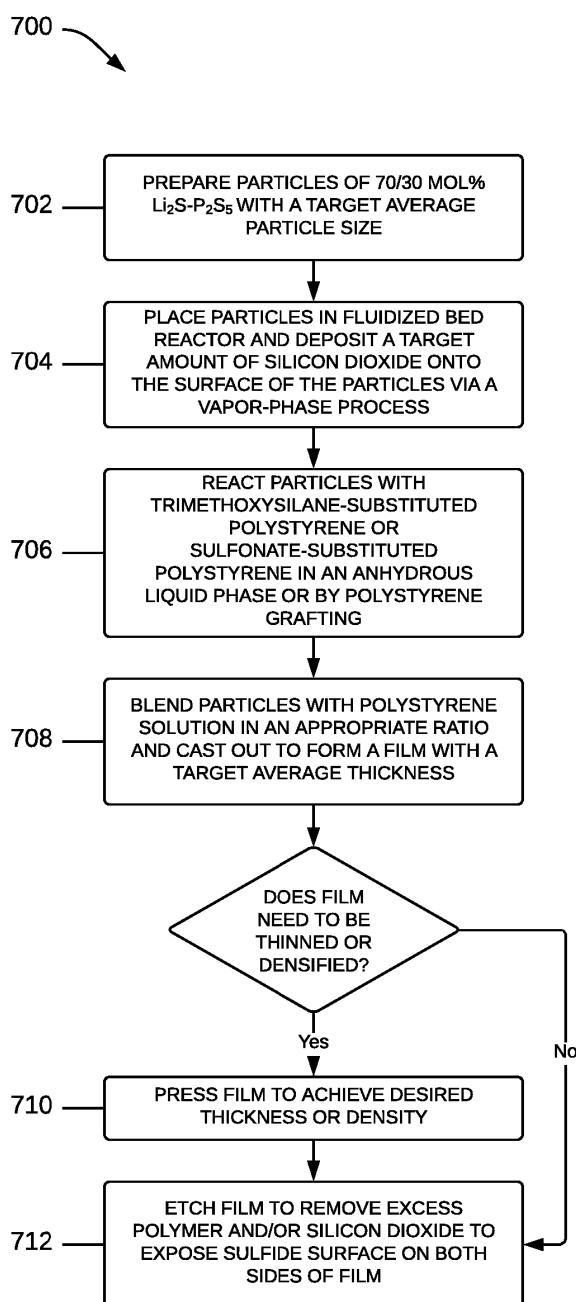 700
702
PREPARE PARTICLES OF 70/30 MOL%
Li₂S-P₂S₅ WITH A TARGET AVERAGE
PARTICLE SIZE
704
PLACE PARTICLES IN FLUIDIZED BED
REACTOR AND DEPOSIT A TARGET
AMOUNT OF SILICON DIOXIDE ONTO
THE SURFACE OF THE PARTICLES VIA A
VAPOR-PHASE PROCESS
706
REACT PARTICLES WITH
TRIMETHOXYSILANE-SUBSTITUTED
POLYSTYRENE OR
SULFONATE-SUBSTITUTED
POLYSTYRENE IN AN ANHYDROUS
LIQUID PHASE OR BY POLYSTYRENE
GRAFTING
708
BLEND PARTICLES WITH POLYSTYRENE
SOLUTION IN AN APPROPRIATE RATIO
AND CAST OUT TO FORM A FILM WITH A
TARGET AVERAGE THICKNESS
DOES FILM
NEED TO BE
THINNED OR
DENSIFIED?
Yes
No
710
PRESS FILM TO ACHIEVE DESIRED
THICKNESS OR DENSITY
712
ETCH FILM TO REMOVE EXCESS
POLYMER AND/OR SILICON DIOXIDE TO
EXPOSE SULFIDE SURFACE ON BOTH
SIDES OF FILM